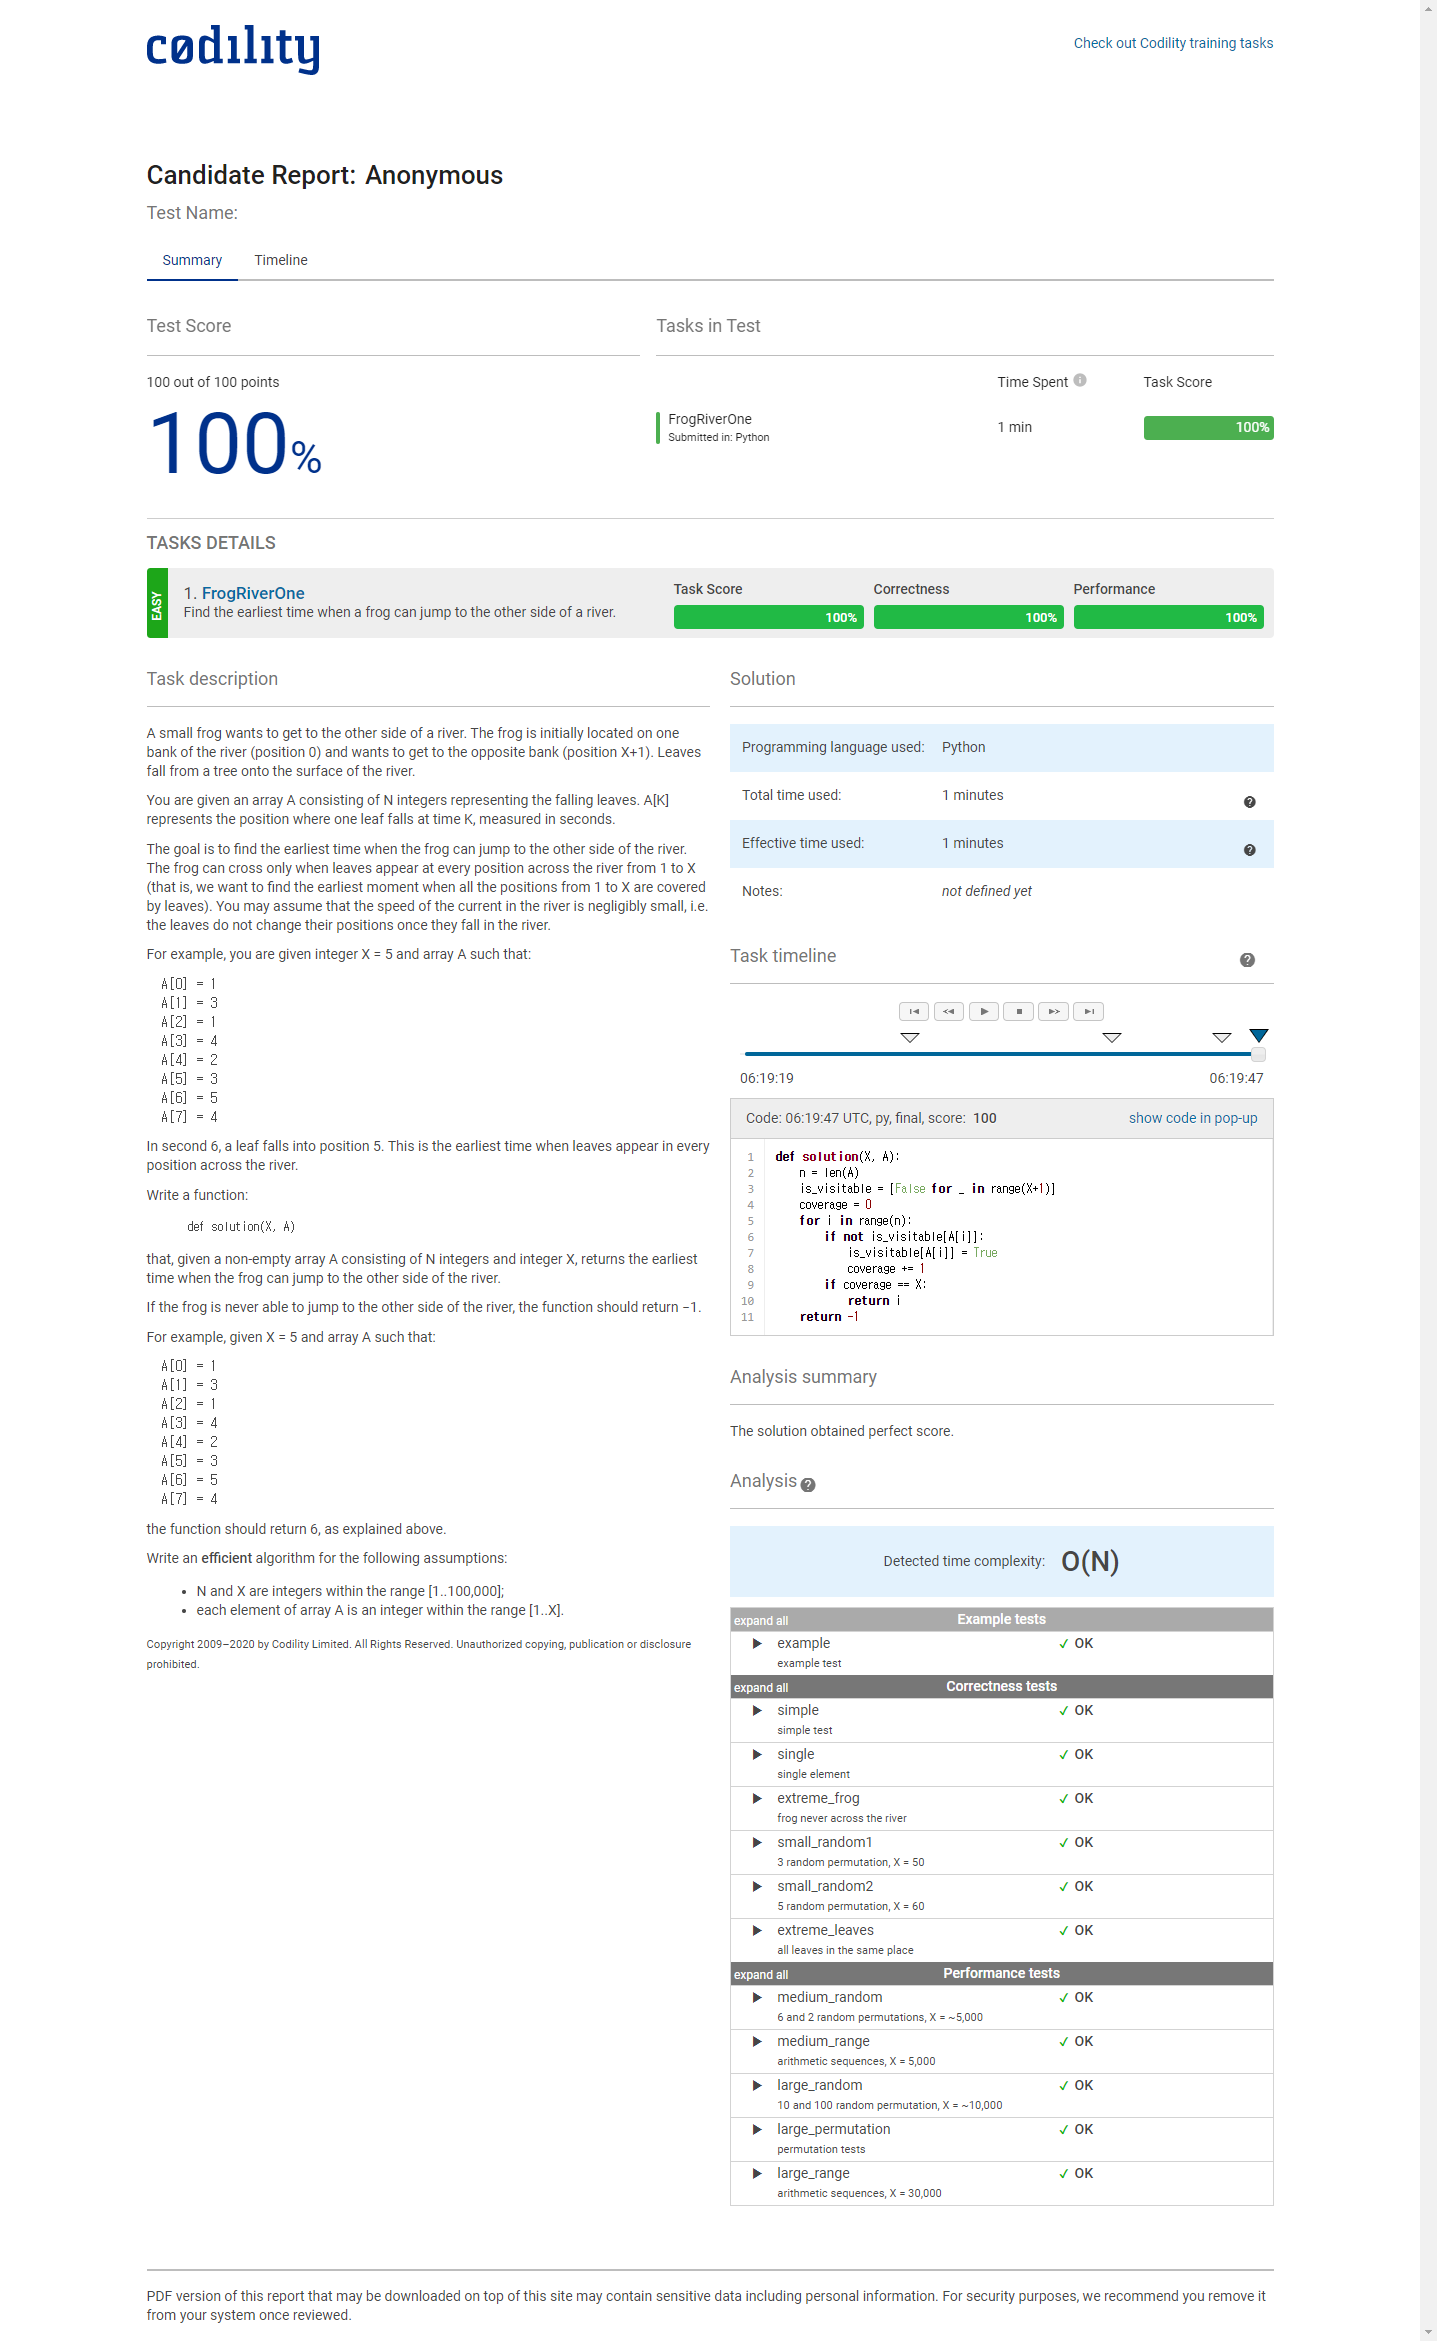 codility
Check out Codility training tasks
Candidate Report: Anonymous
Test Name:
Summary Timeline
Test Score
Tasks in Test
100 out of 100 points
100%
Time Spent Task Score
FrogRiverOne
Submitted in: Python
1 min
100%
TASKS DETAILS
EASY
1. FrogRiverOne
Find the earliest time when a frog can jump to the other side of a river.
Task Score Correctness Performance
100% 100% 100%
Task description
A small frog wants to get to the other side of a river. The frog is initially located on one
bank of the river (position 0) and wants to get to the opposite bank (position X+1). Leaves
fall from a tree onto the surface of the river.
You are given an array A consisting of N integers representing the falling leaves. A[K]
represents the position where one leaf falls at time K, measured in seconds.
The goal is to find the earliest time when the frog can jump to the other side of the river.
The frog can cross only when leaves appear at every position across the river from 1 to X
(that is, we want to find the earliest moment when all the positions from 1 to X are covered
by leaves). You may assume that the speed of the current in the river is negligibly small, i.e.
the leaves do not change their positions once they fall in the river.
For example, you are given integer X = 5 and array A such that:
A[0] = 1
A[1] = 3
A[2] = 1
A[3] = 4
A[4] = 2
A[5] = 3
A[6] = 5
A[7] = 4
In second 6, a leaf falls into position 5. This is the earliest time when leaves appear in every
position across the river.
Write a function:
def solution(X, A)
that, given a non-empty array A consisting of N integers and integer X, returns the earliest
time when the frog can jump to the other side of the river.
If the frog is never able to jump to the other side of the river, the function should return −1.
For example, given X = 5 and array A such that:
A[0] = 1
A[1] = 3
A[2] = 1
A[3] = 4
A[4] = 2
A[5] = 3
A[6] = 5
A[7] = 4
the function should return 6, as explained above.
Write an efficient algorithm for the following assumptions:
• N and X are integers within the range [1..100,000];
• each element of array A is an integer within the range [1..X].
Copyright 2009–2020 by Codility Limited. All Rights Reserved. Unauthorized copying, publication or disclosure
prohibited.
Solution
Programming language used: Python
Total time used: 1 minutes
Effective time used: 1 minutes
Notes: not defined yet
Task timeline
06:19:19 06:19:47
Code: 06:19:47 UTC, py, final, score: 100 show code in pop-up
1 def solution(X, A):
2 n = len(A)
3 is_visitable = [False for _ in range(X+1)]
4 coverage = 0
5 for i in range(n):
6 if not is_visitable[A[i]]:
7 is_visitable[A[i]] = True
8 coverage += 1
9 if coverage == X:
10 return i
11 return -1
Analysis summary
The solution obtained perfect score.
Analysis
Detected time complexity: O(N)
expand all Example tests
example ✓ OK
example test
expand all Correctness tests
simple ✓ OK
simple test
single ✓ OK
single element
extreme_frog ✓ OK
frog never across the river
small_random1 ✓ OK
3 random permutation, X = 50
small_random2 ✓ OK
5 random permutation, X = 60
extreme_leaves ✓ OK
all leaves in the same place
expand all Performance tests
medium_random ✓ OK
6 and 2 random permutations, X = ~5,000
medium_range ✓ OK
arithmetic sequences, X = 5,000
large_random ✓ OK
10 and 100 random permutation, X = ~10,000
large_permutation ✓ OK
permutation tests
large_range ✓ OK
arithmetic sequences, X = 30,000
PDF version of this report that may be downloaded on top of this site may contain sensitive data including personal information. For security purposes, we recommend you remove it
from your system once reviewed.